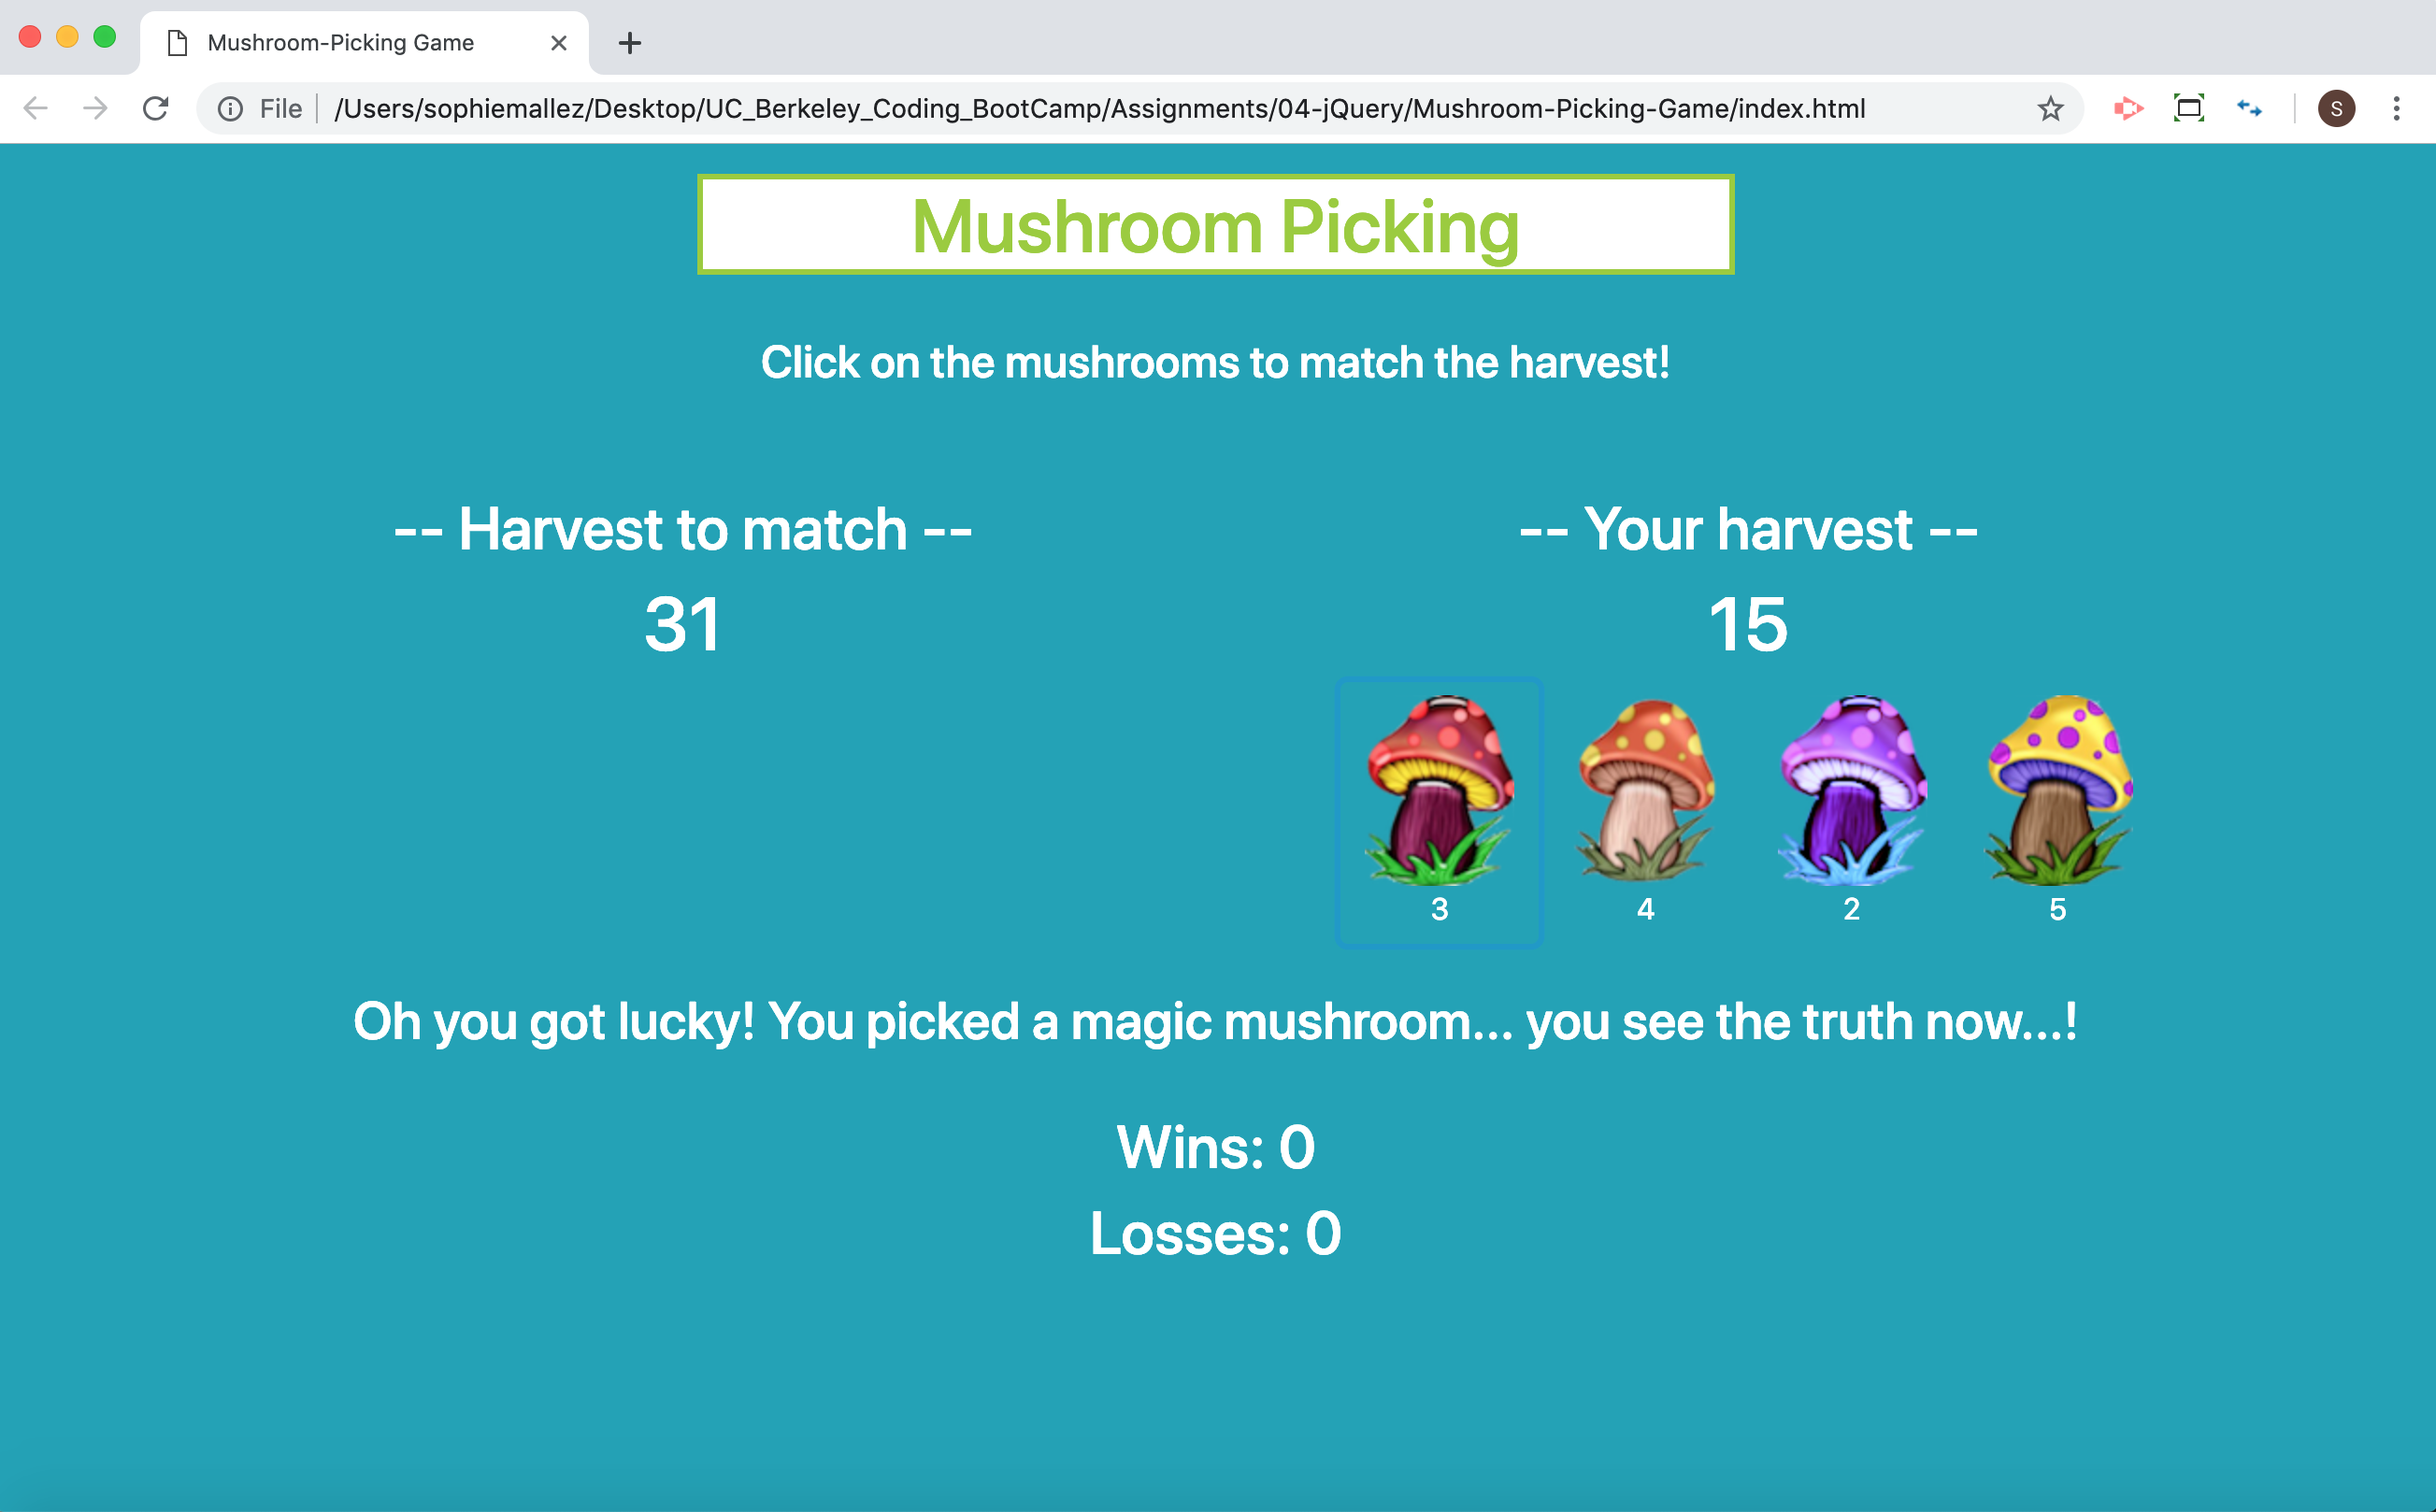 Mushroom-Picking Game
File
/Users/sophiemallez/Desktop/UC_Berkeley_Coding_BootCamp/Assignments/04-jQuery/Mushroom-Picking-Game/index.html
S
Mushroom Picking
Click on the mushrooms to match the harvest!
-- Harvest to match --
31
-- Your harvest --
15
3 4 2 5
Oh you got lucky! You picked a magic mushroom... you see the truth now...!
Wins: 0
Losses: 0